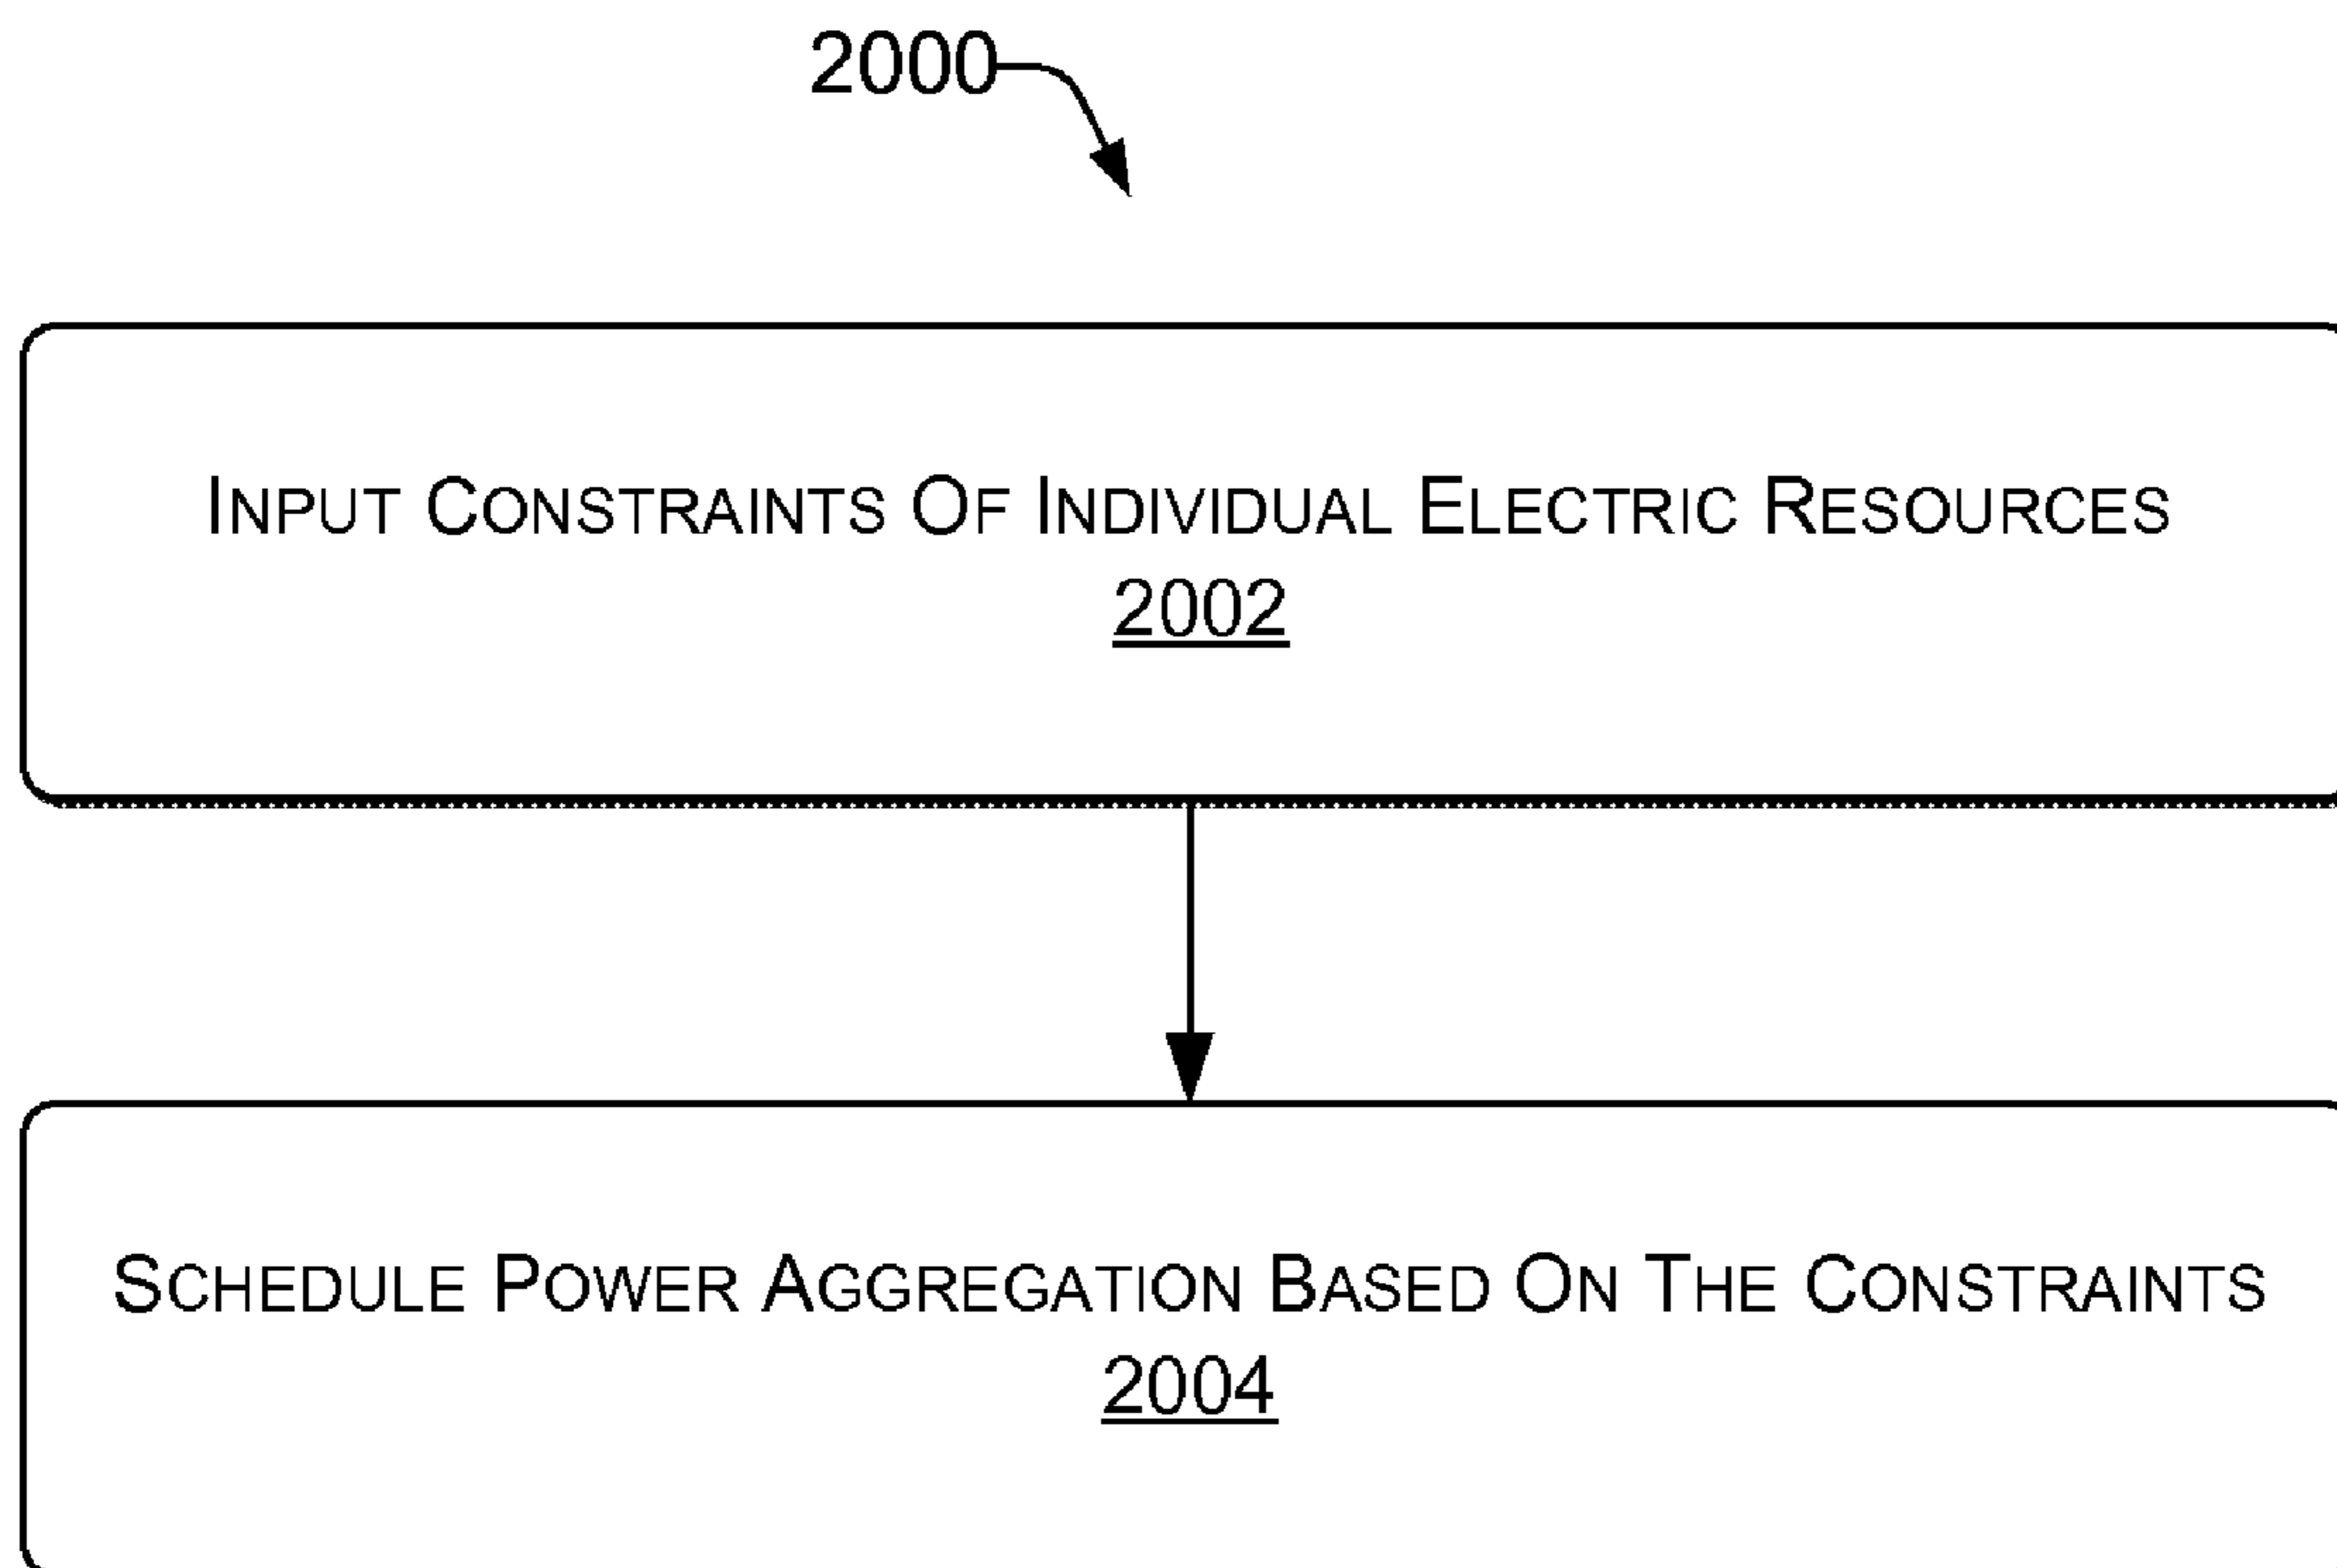 2000
INPUT CONSTRAINTS OF INDIVIDUAL ELECTRIC RESOURCES
2002
SCHEDULE POWER AGGREGATION BASED ON THE CONSTRAINTS
2004